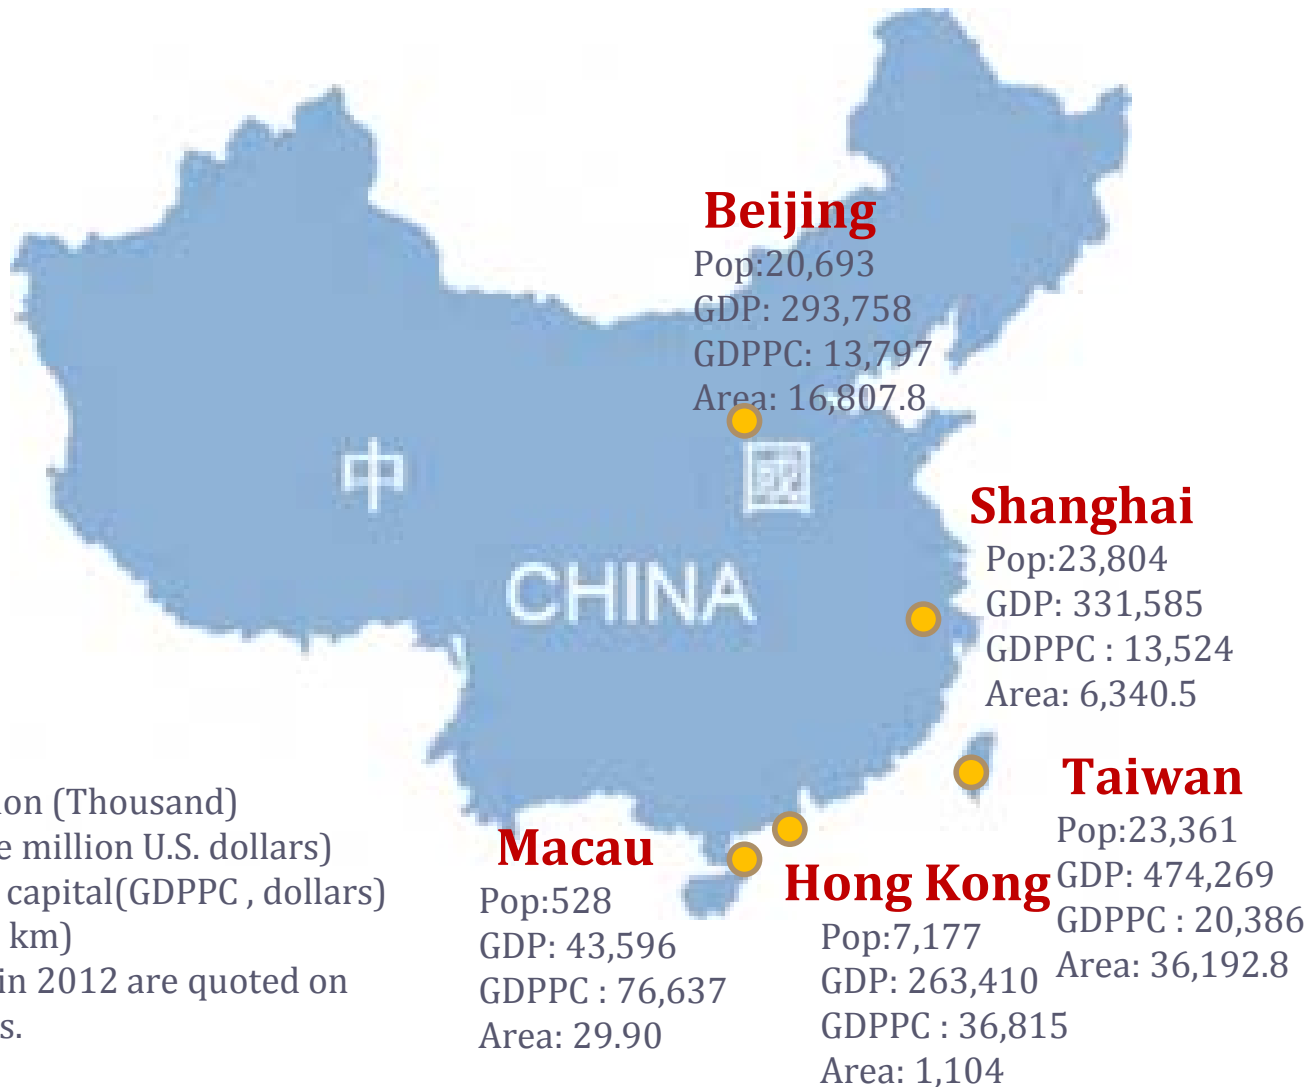 Beijing
Pop:20,693
GDP: 293,758
GDPPC: 13,797
Area: 16,807.8
中 國
CHINA
Shanghai
Pop:23,804
GDP: 331,585
GDPPC : 13,524
Area: 6,340.5
Taiwan
Pop:23,361
GDP: 474,269
GDPPC : 20,386
Area: 36,192.8
Macau
Pop:528
GDP: 43,596
GDPPC : 76,637
Area: 29.90
Hong Kong
Pop:7,177
GDP: 263,410
GDPPC : 36,815
Area: 1,104
(Thousand)
million U.S. dollars)
capital(GDPPC , dollars)
km)
in 2012 are quoted on